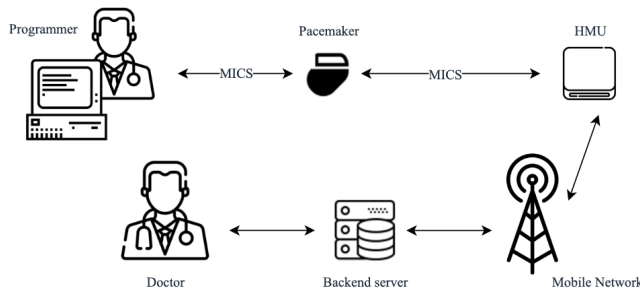 Programmer
Pacemaker
HMU
MICS
MICS
Doctor
Backend server
Mobile Network